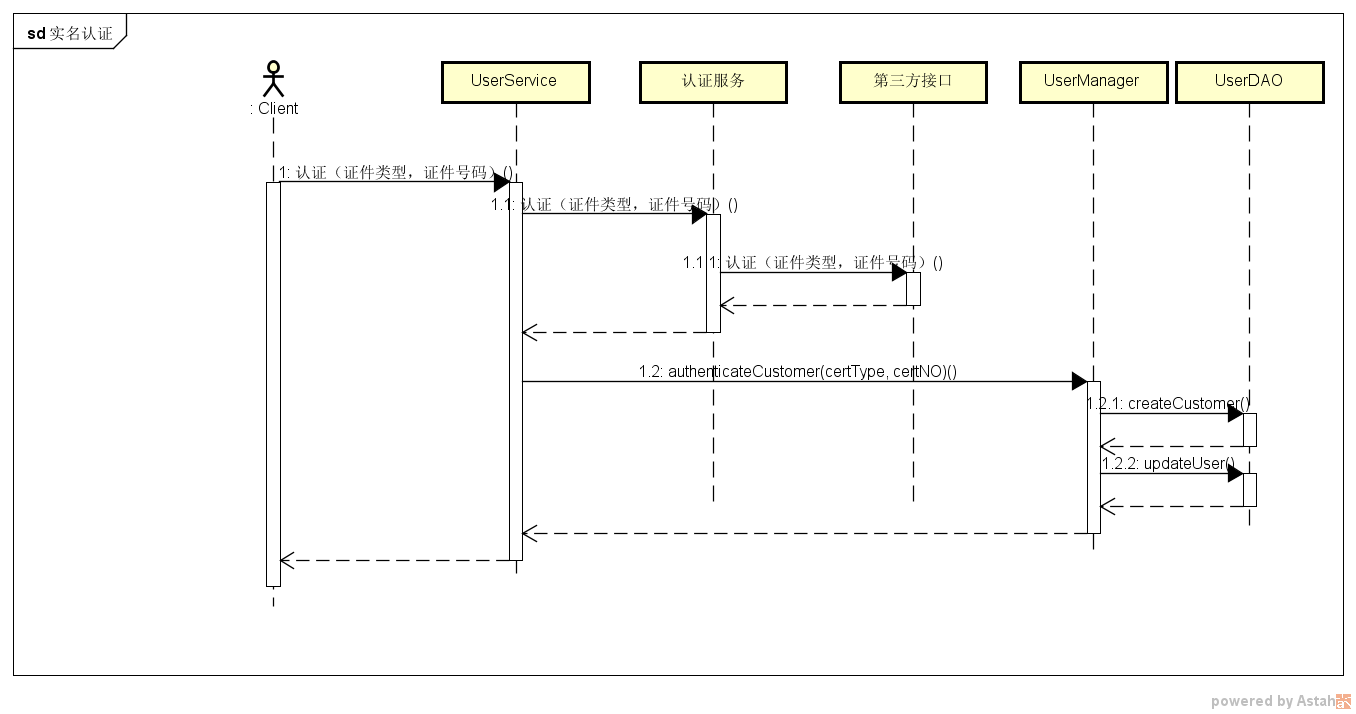 sd 实名认证
: Client
UserService
认证服务
第三方接口
UserManager
UserDAO
1: 认证（证件类型，证件号码）()
1.1: 认证（证件类型，证件号码）()
1.1.1: 认证（证件类型，证件号码）()
1.2: authenticateCustomer(certType, certNO)()
1.2.1: createCustomer()
1.2.2: updateUser()
powered by Astah